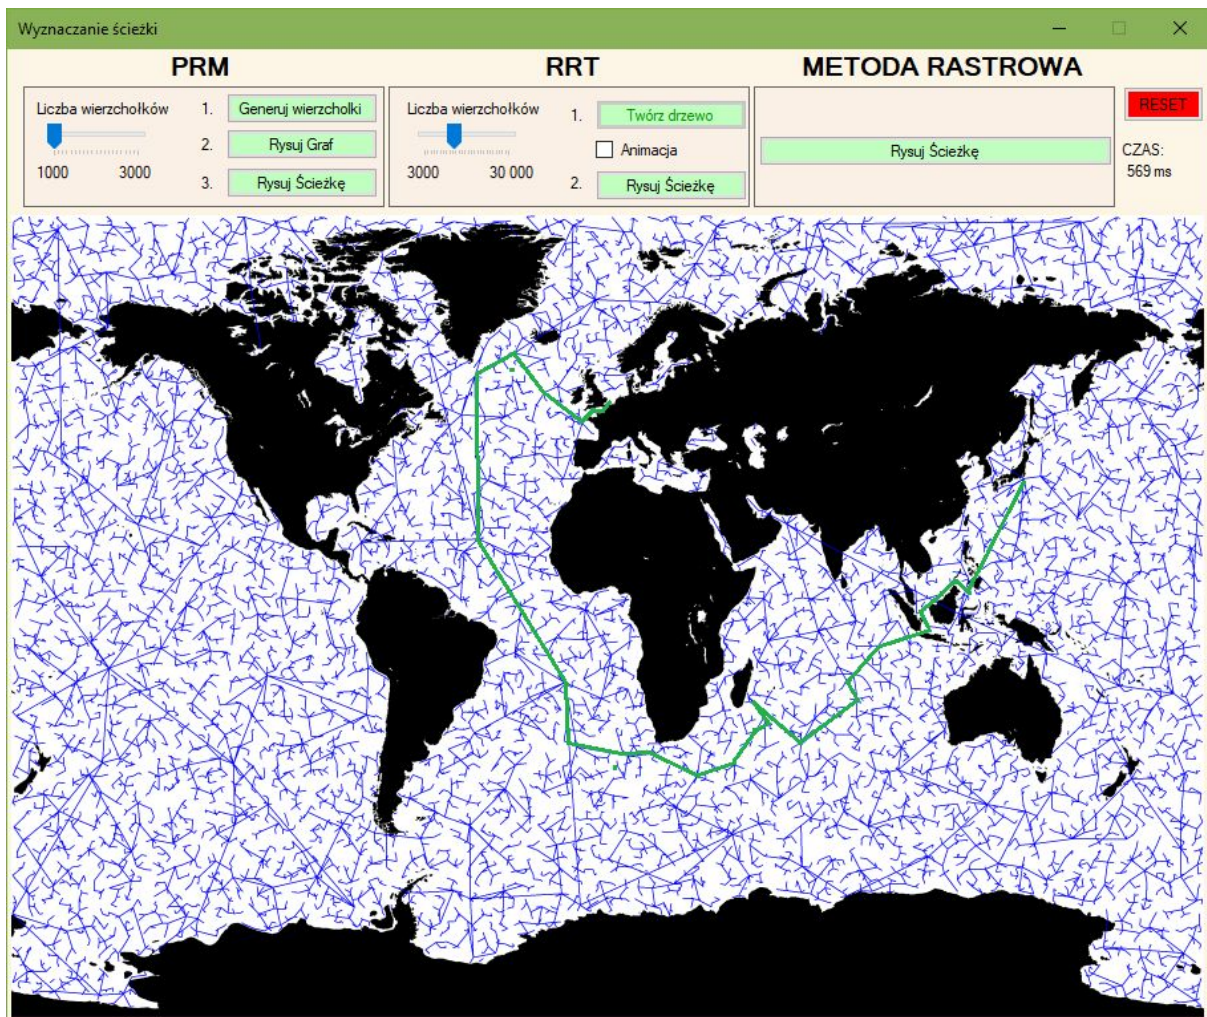 Wyznaczanie ścieżki
PRM
RRT
METODA RASTROWA
Liczba wierzchołków
1. Generuj wierzcholki
2. Rysuj Graf
3. Rysuj Ścieżkę
1000 3000
Liczba wierzchołków
1. Twórz drzewo
Animacja
2. Rysuj Ścieżkę
3000 30 000
Rysuj Ścieżkę
RESET
CZAS:
569 ms